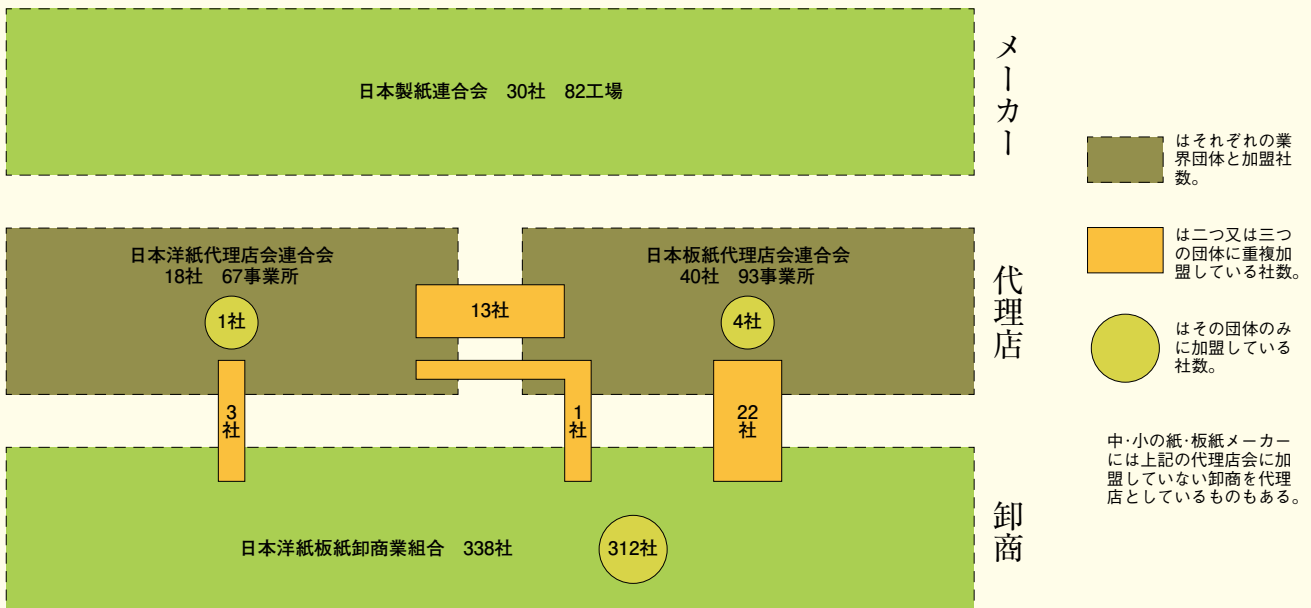 メーカー
日本製紙連合会　30社　82工場
代理店
日本洋紙代理店会連合会
18社　67事業所
1社
日本板紙代理店会連合会
40社　93事業所
4社
13社
3
社
1
社
22
社
卸商
日本洋紙板紙卸商業組合　338社
312社
はそれぞれの業
界団体と加盟社
数。
は二つ又は三つ
の団体に重複加
盟している社数。
はその団体のみ
に加盟している
社数。
中・小の紙・板紙メーカー
には上記の代理店会に加
盟していない卸商を代理
店としているものもある。